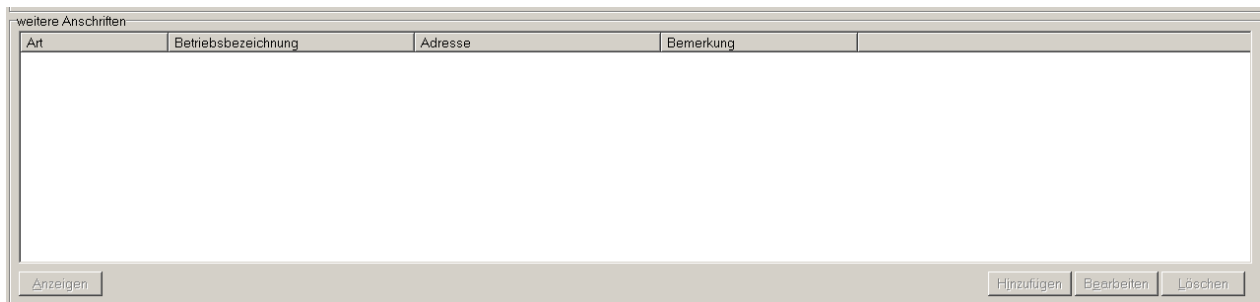 weitere Anschriften
Art Betriebsbezeichnung Adresse Bemerkung
Anzeigen Hinzufügen Bearbeiten Löschen